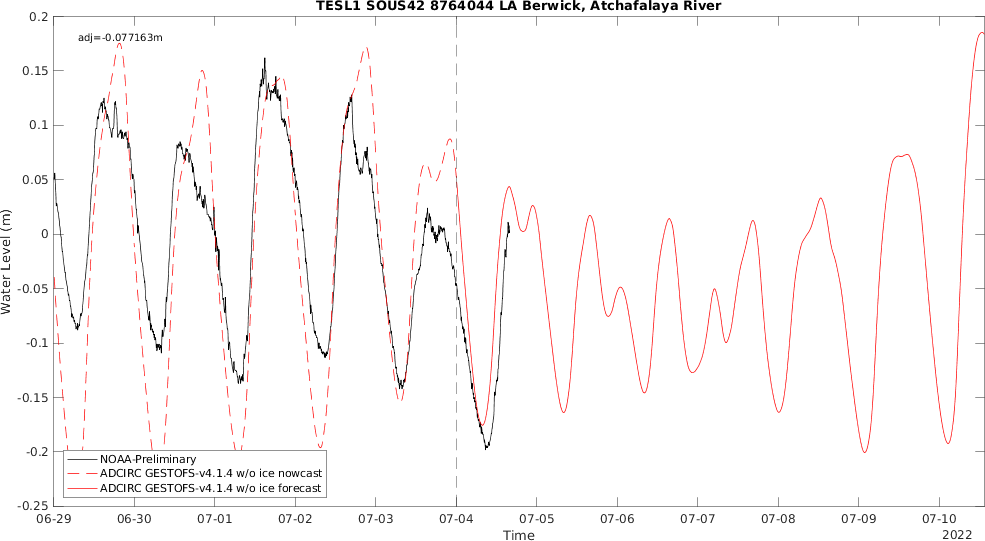 TESL1 SOUS42 8764044 LA Berwick, Atchafalaya River
adj=-0.077163m
0.2
0.15
0.1
0.05
0
-0.05
-0.1
-0.15
-0.2
-0.25
Water Level (m)
NOAA-Preliminary
ADCIRC GESTOFS-v4.1.4 w/o ice nowcast
ADCIRC GESTOFS-v4.1.4 w/o ice forecast
06-29 06-30 07-01 07-02 07-03 07-04 07-05 07-06 07-07 07-08 07-09 07-10
Time
2022